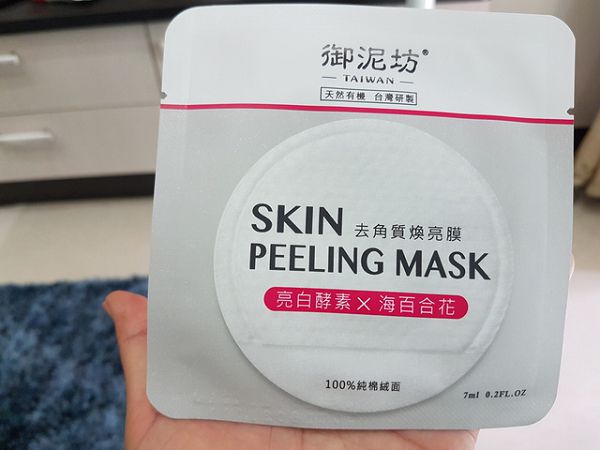 御泥坊®
TAIWAN
天然有機 台灣研製
SKIN 去角質煥亮膜
PEELING MASK
亮白酵素×海百合花
100%純棉絨面
7ml 0.2FL.OZ